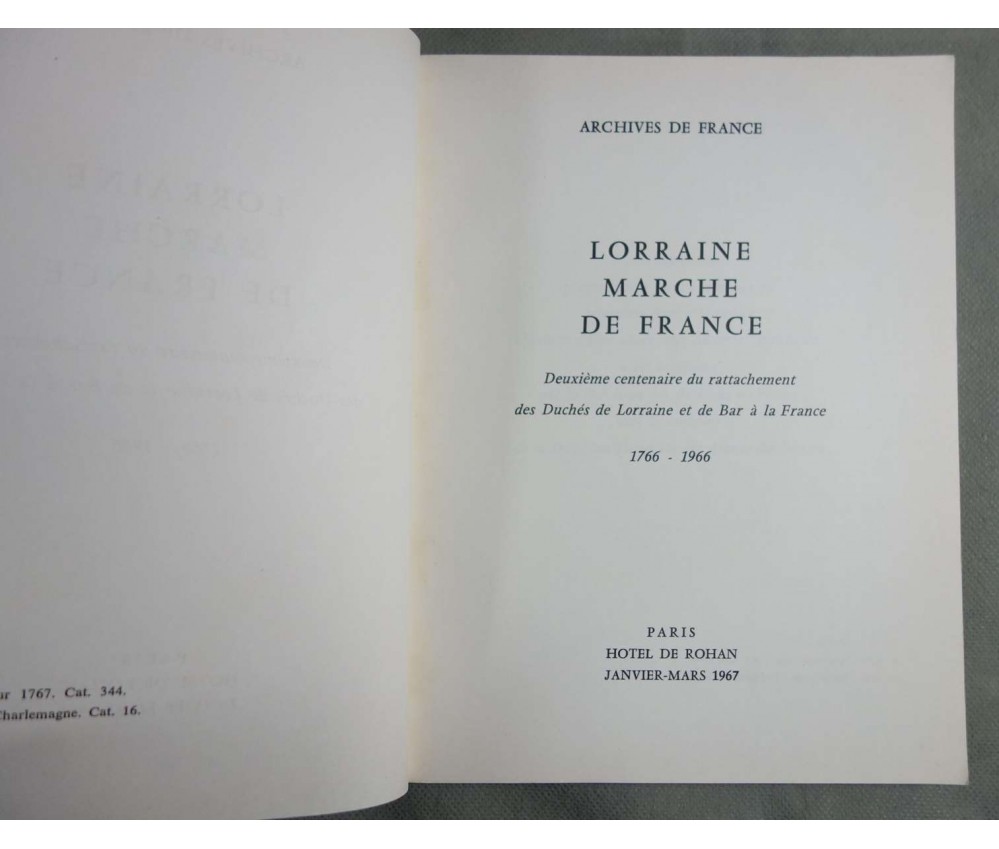 ur 1767. Cat. 344.
Charlemagne. Cat. 16.
ARCHIVES DE FRANCE
LORRAINE
MARCHE
DE FRANCE
Deuxième centenaire du rattachement
des Duchés de Lorraine et de Bar à la France
1766 - 1966
PARIS
HOTEL DE ROHAN
JANVIER-MARS 1967